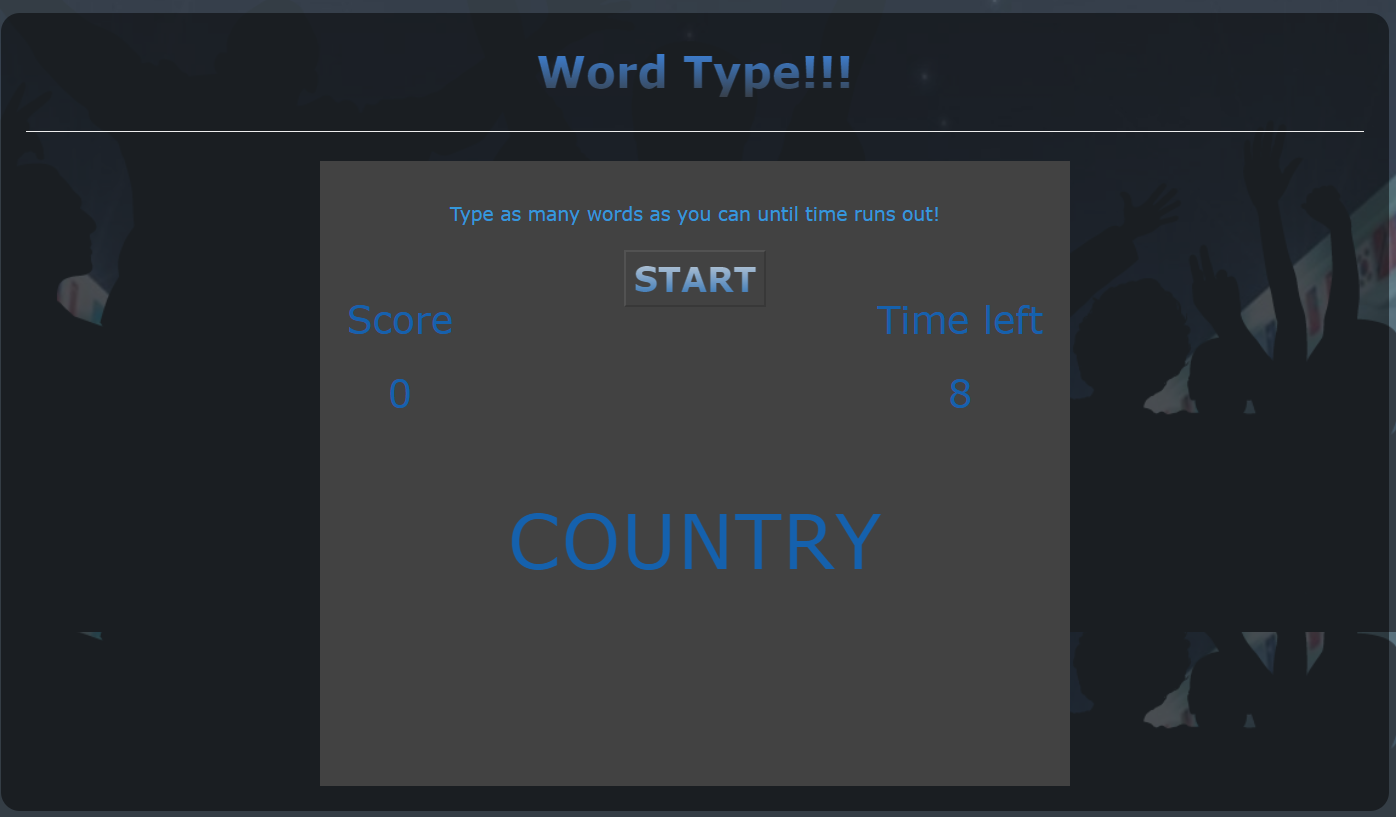 Word Type!!!
Type as many words as you can until time runs out!
START
Score
Time left
0
8
COUNTRY